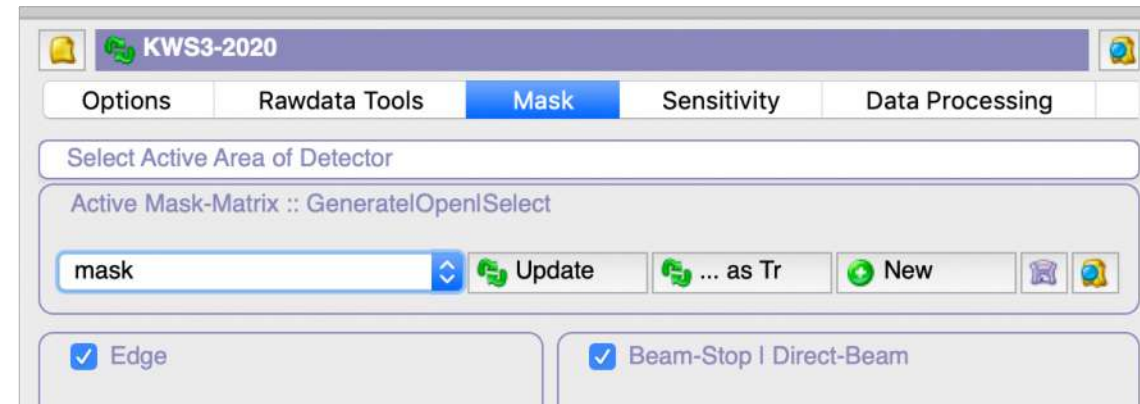 KWS3-2020
Options Rawdata Tools Mask Sensitivity Data Processing
Select Active Area of Detector
Active Mask-Matrix :: Generate|Open|Select
mask Update ... as Tr New
Edge Beam-Stop | Direct-Beam